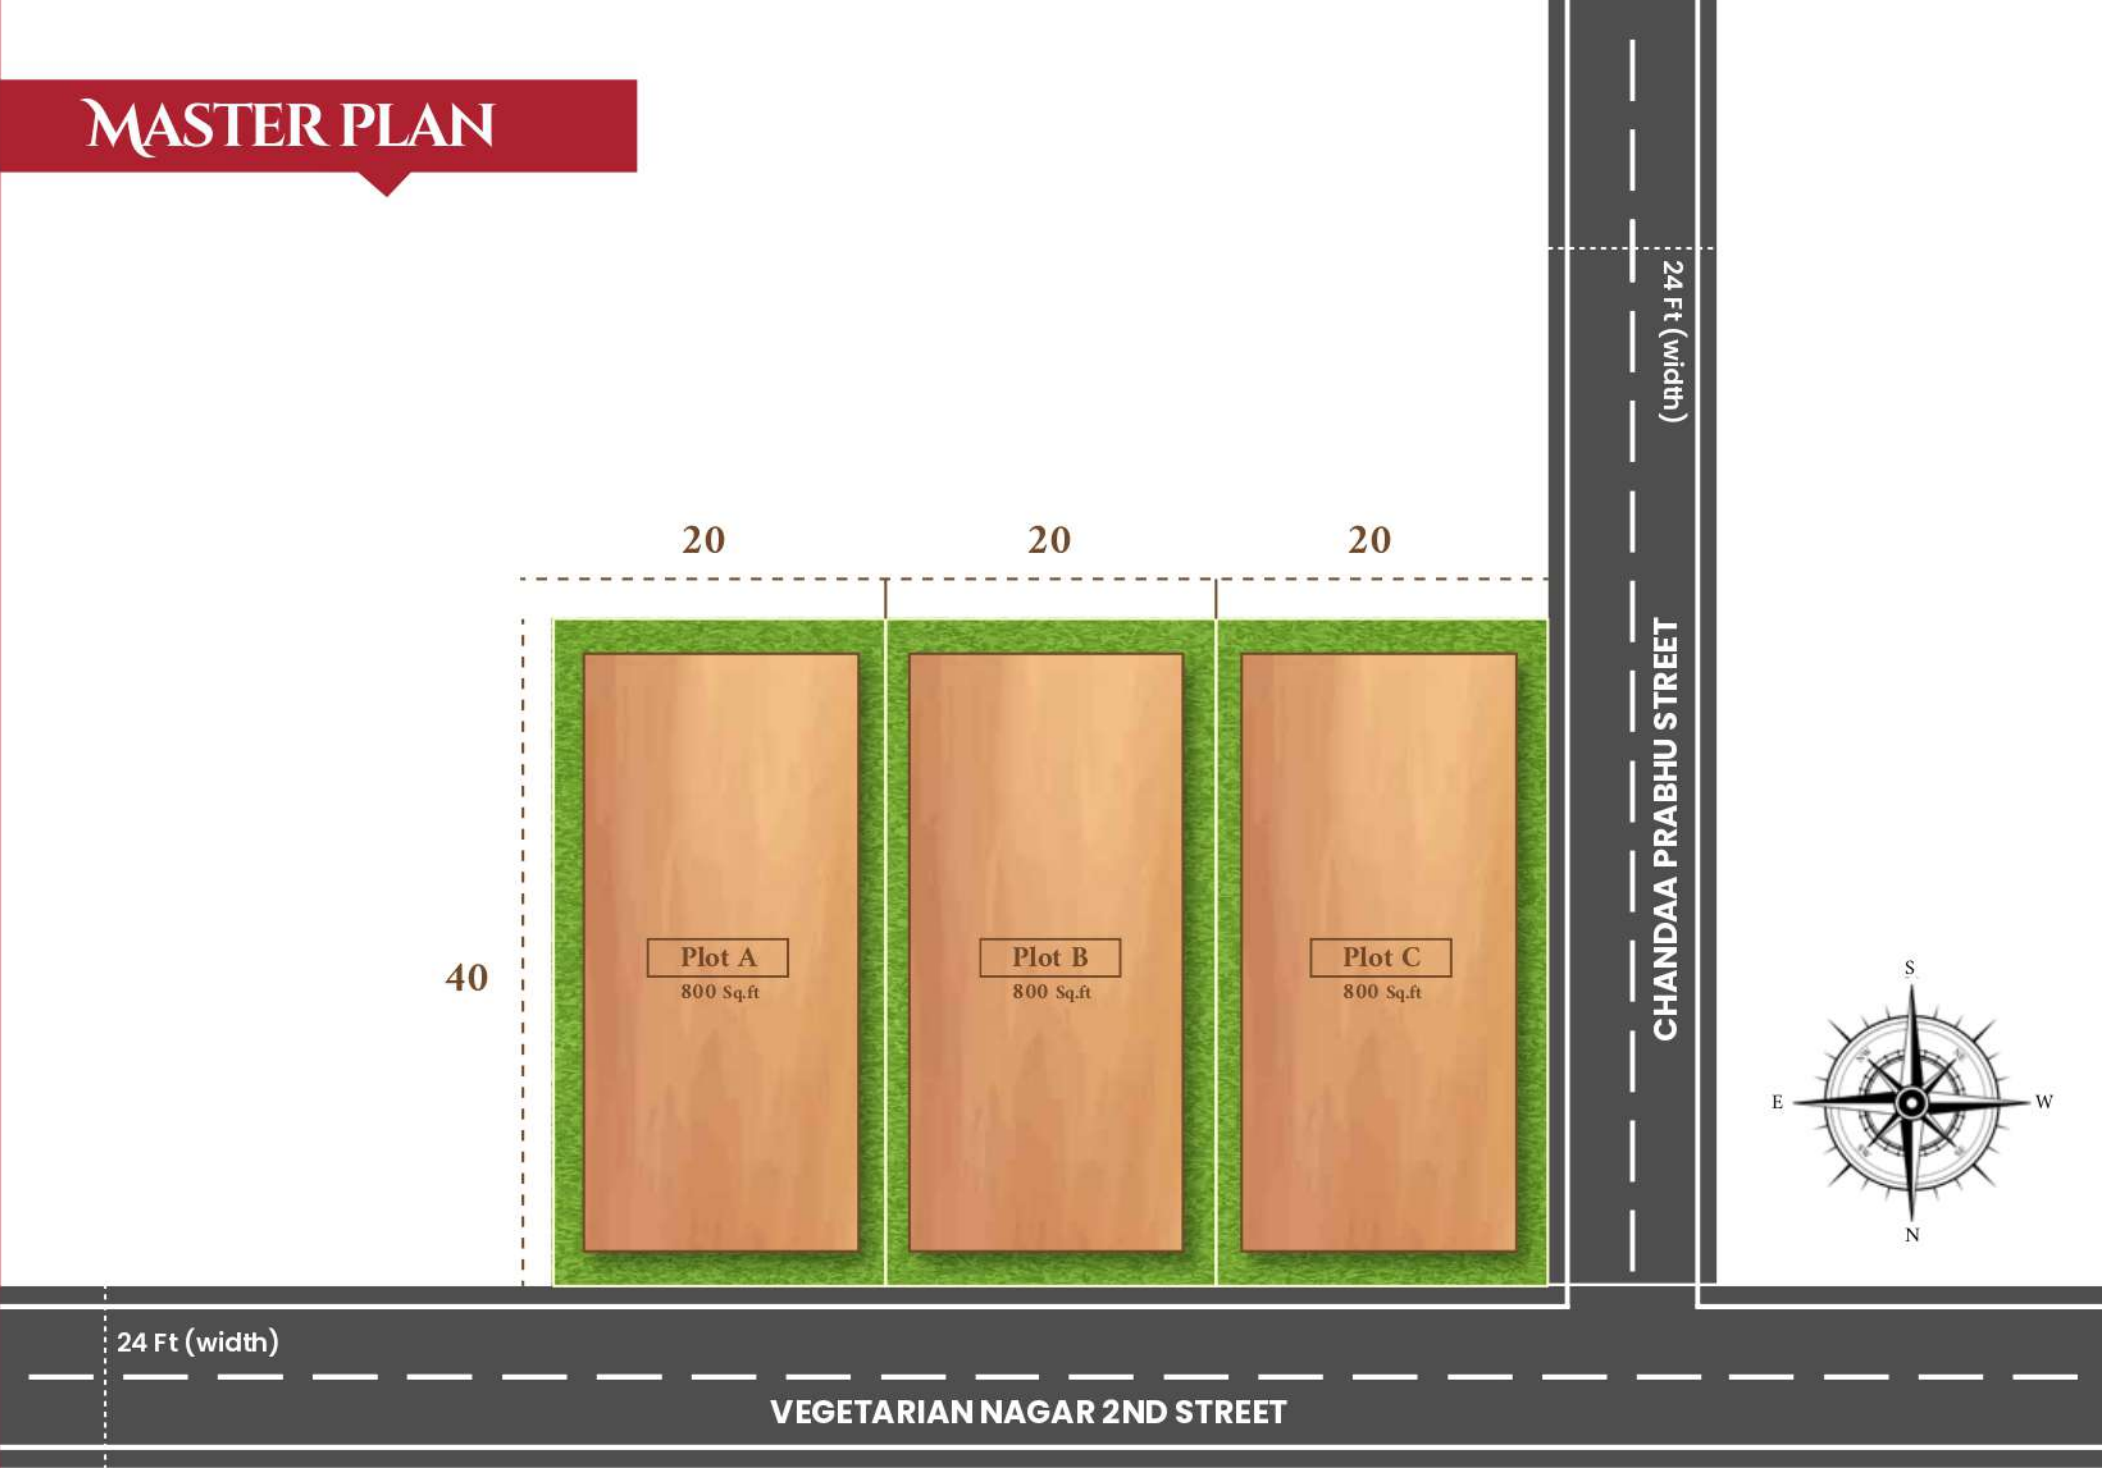 MASTER PLAN
24 Ft (width)
20 20 20
CHANDAA PRABHU STREET
40
Plot A Plot B Plot C
800 Sq.ft 800 Sq.ft 800 Sq.ft
S
E W
N
24 Ft (width)
VEGETARIAN NAGAR 2ND STREET